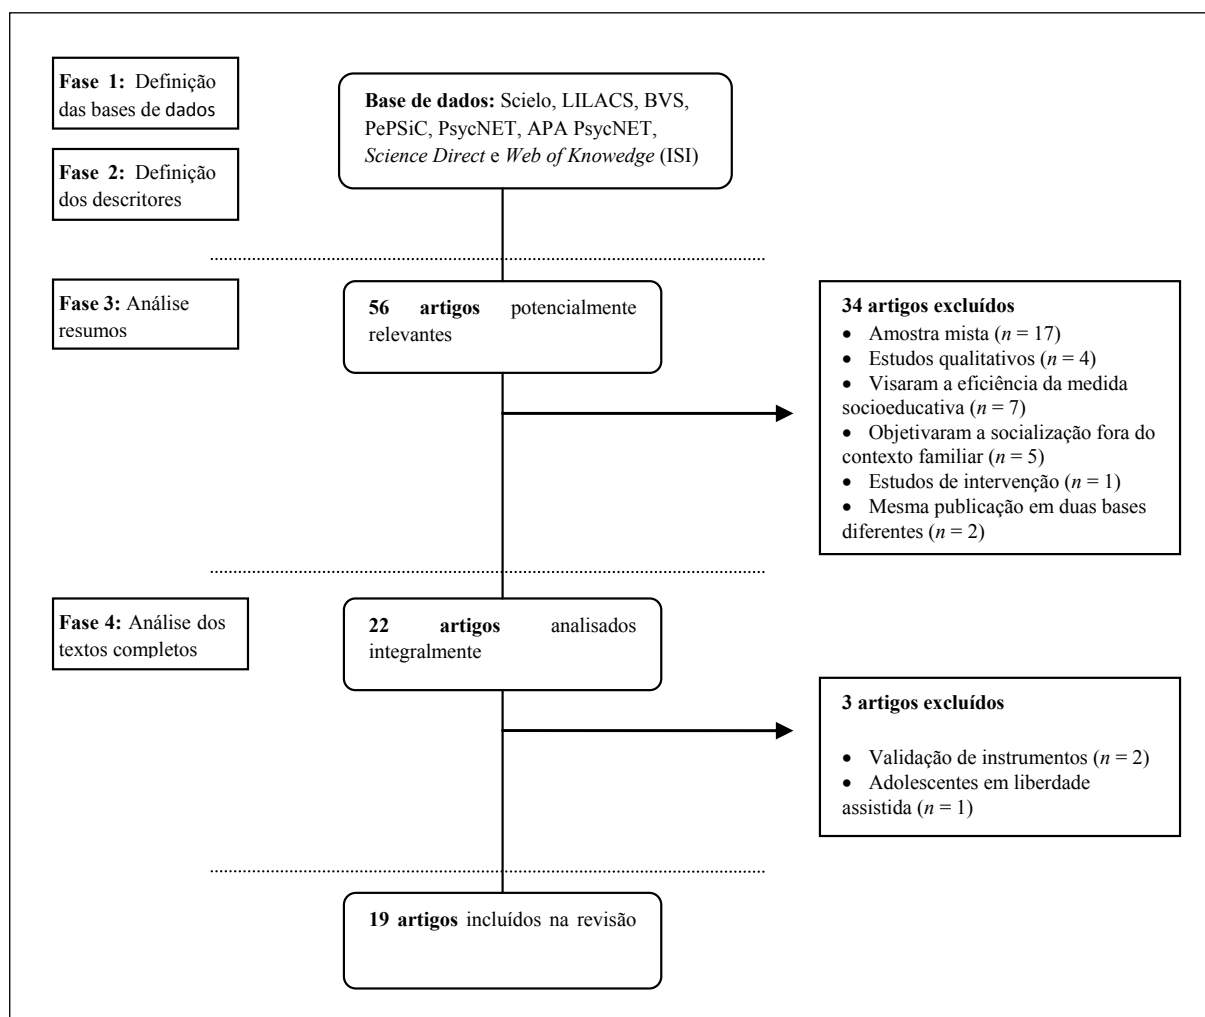 Fase 1: Definição
das bases de dados
Base de dados: Scielo, LILACS, BVS,
PePSiC, PsycNET, APA PsycNET,
Science Direct e Web of Knowedge (ISI)
Fase 2: Definição
dos descritores
Fase 3: Análise
resumos
56 artigos potencialmente
relevantes
34 artigos excluídos
• Amostra mista (n = 17)
• Estudos qualitativos (n = 4)
• Visaram a eficiência da medida
socioeducativa (n = 7)
• Objetivaram a socialização fora do
contexto familiar (n = 5)
• Estudos de intervenção (n = 1)
• Mesma publicação em duas bases
diferentes (n = 2)
Fase 4: Análise dos
textos completos
22 artigos analisados
integralmente
3 artigos excluídos
• Validação de instrumentos (n = 2)
• Adolescentes em liberdade
assistida (n = 1)
19 artigos incluídos na revisão